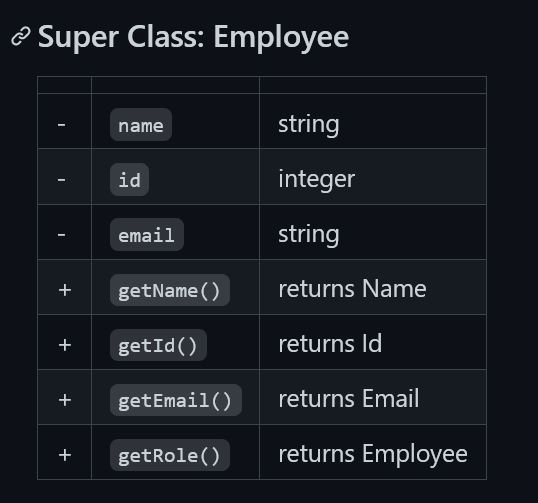 Super Class: Employee
- name string
- id integer
- email string
+ getName() returns Name
+ getId() returns Id
+ getEmail() returns Email
+ getRole() returns Employee